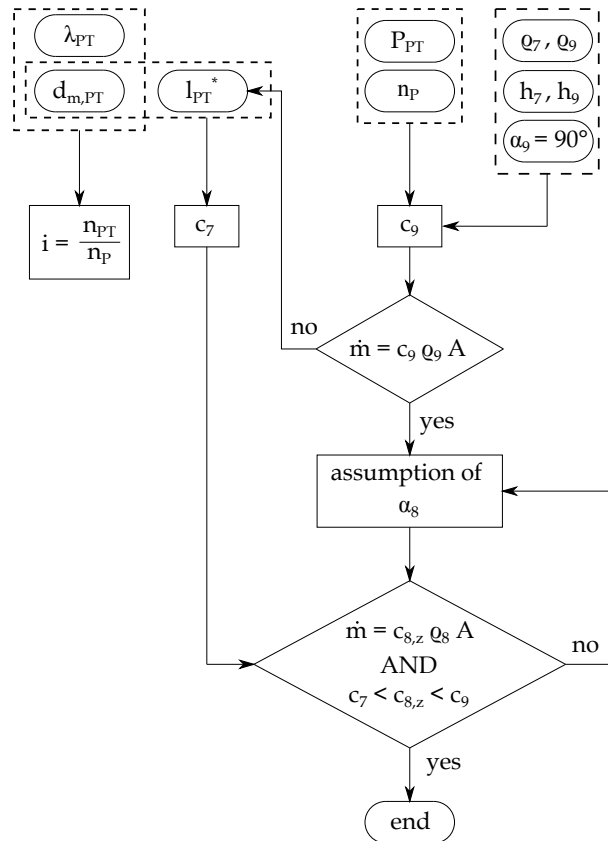 λPT
dm,PT
lPT*
PPT
nP
ϱ7 , ϱ9
h7 , h9
α9 = 90°
i = nPT
nP
c7
c9
no
ṁ = c9 ϱ9 A
yes
assumption of
α8
ṁ = c8,z ϱ8 A
AND
c7 < c8,z < c9
no
yes
end